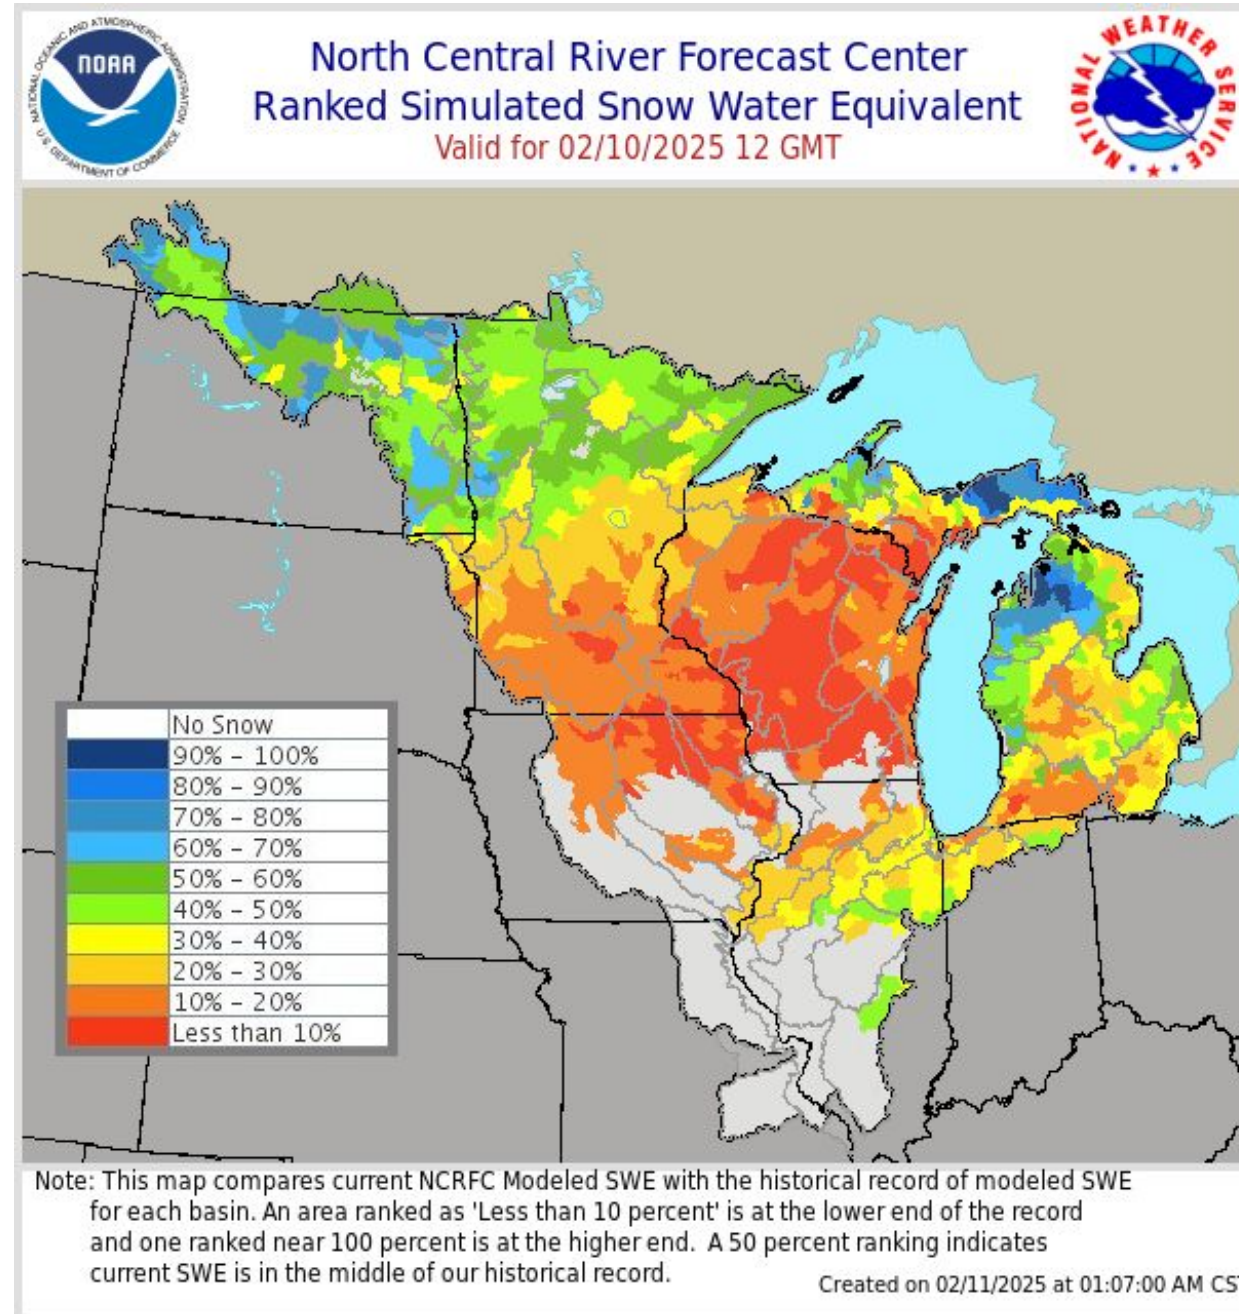 NATIONAL OCEANIC AND ATMOSPHERIC ADMINISTRATION
U.S. DEPARTMENT OF COMMERCE
NOAA
North Central River Forecast Center
Ranked Simulated Snow Water Equivalent
Valid for 02/10/2025 12 GMT
NATIONAL WEATHER SERVICE
No Snow
90% - 100%
80% - 90%
70% - 80%
60% - 70%
50% - 60%
40% - 50%
30% - 40%
20% - 30%
10% - 20%
Less than 10%
Note: This map compares current NCRFC Modeled SWE with the historical record of modeled SWE
for each basin. An area ranked as 'Less than 10 percent' is at the lower end of the record
and one ranked near 100 percent is at the higher end. A 50 percent ranking indicates
current SWE is in the middle of our historical record.
Created on 02/11/2025 at 01:07:00 AM CST